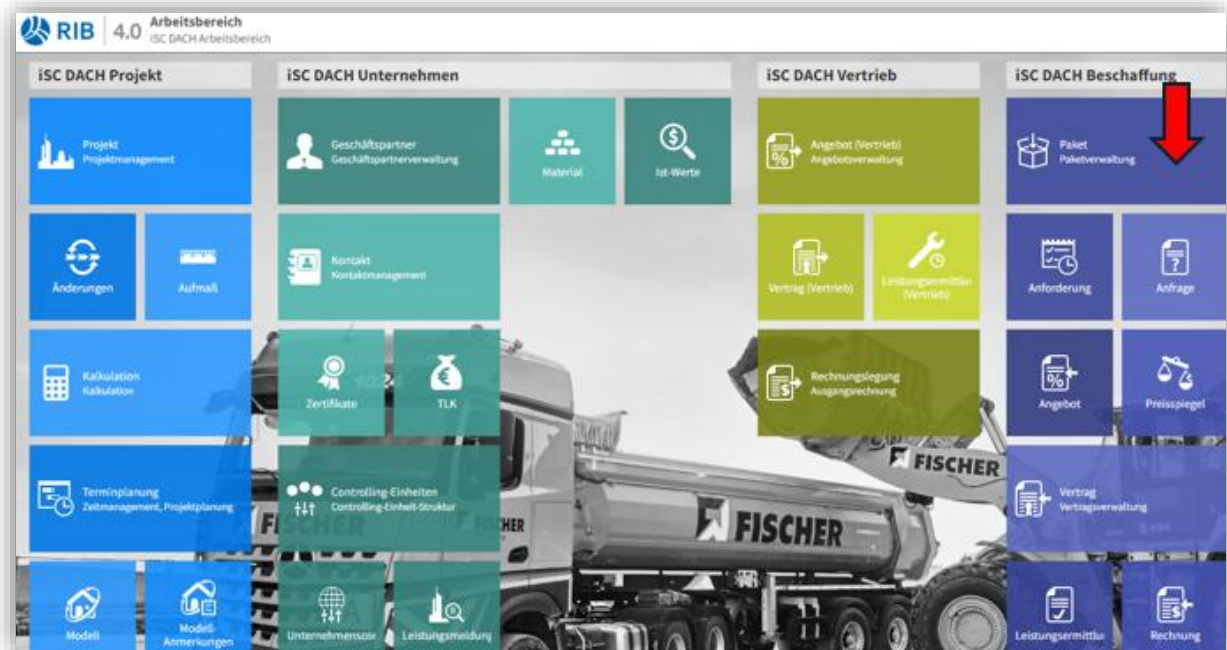 RIB 4.0 Arbeitsbereich
iSC DACH Arbeitsbereich
iSC DACH Projekt
Projekt
Projektmanagement
Änderungen
Aufmaß
Kalkulation
Kalkulation
Terminplanung
Zeitmanagement, Projektplanung
Modell
Modell-
Anmerkungen
iSC DACH Unternehmen
Geschäftspartner
Geschäftspartnerverwaltung
Material
Ist-Werte
Kontakt
Kontaktmanagement
Zertifikate
TLK
Controlling-Einheiten
Controlling-Einheit-Struktur
Leistungsmeldung
iSC DACH Vertrieb
Angebot (Vertrieb)
Angebotsverwaltung
Vertrag (Vertrieb)
Leistungsermittlu
(Vertrieb)
Rechnungslegung
Ausgangsrechnung
iSC DACH Beschaffung
Paket
Paketverwaltung
Anforderung
Anfrage
Angebot
Preisspiegel
Vertrag
Vertragsverwaltung
Leistungsermittlu
Rechnung
FISCHER
FISCHER